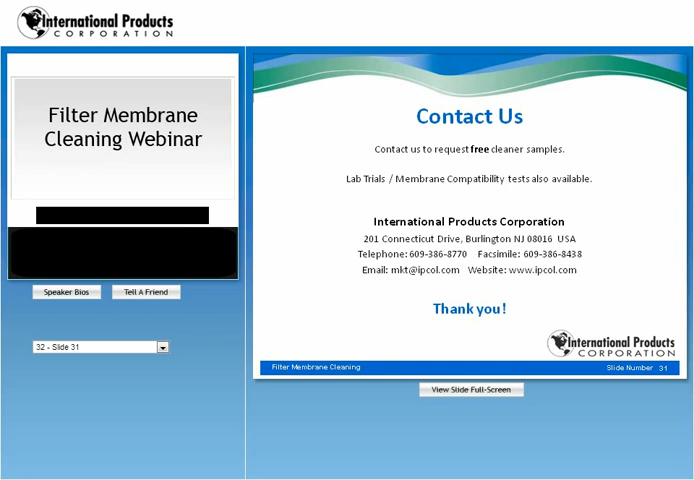 International Products
CORPORATION
Filter Membrane
Cleaning Webinar
Speaker Bios
Tell A Friend
32 - Slide 31
Contact Us
Contact us to request free cleaner samples.
Lab Trials / Membrane Compatibility tests also available.
International Products Corporation
201 Connecticut Drive, Burlington NJ 08016 USA
Telephone: 609-386-8770 Facsimile: 609-386-8438
Email: mkt@ipcol.com Website: www.ipcol.com
Thank you!
International Products
CORPORATION
Filter Membrane Cleaning
Slide Number 31
View Slide Full-Screen